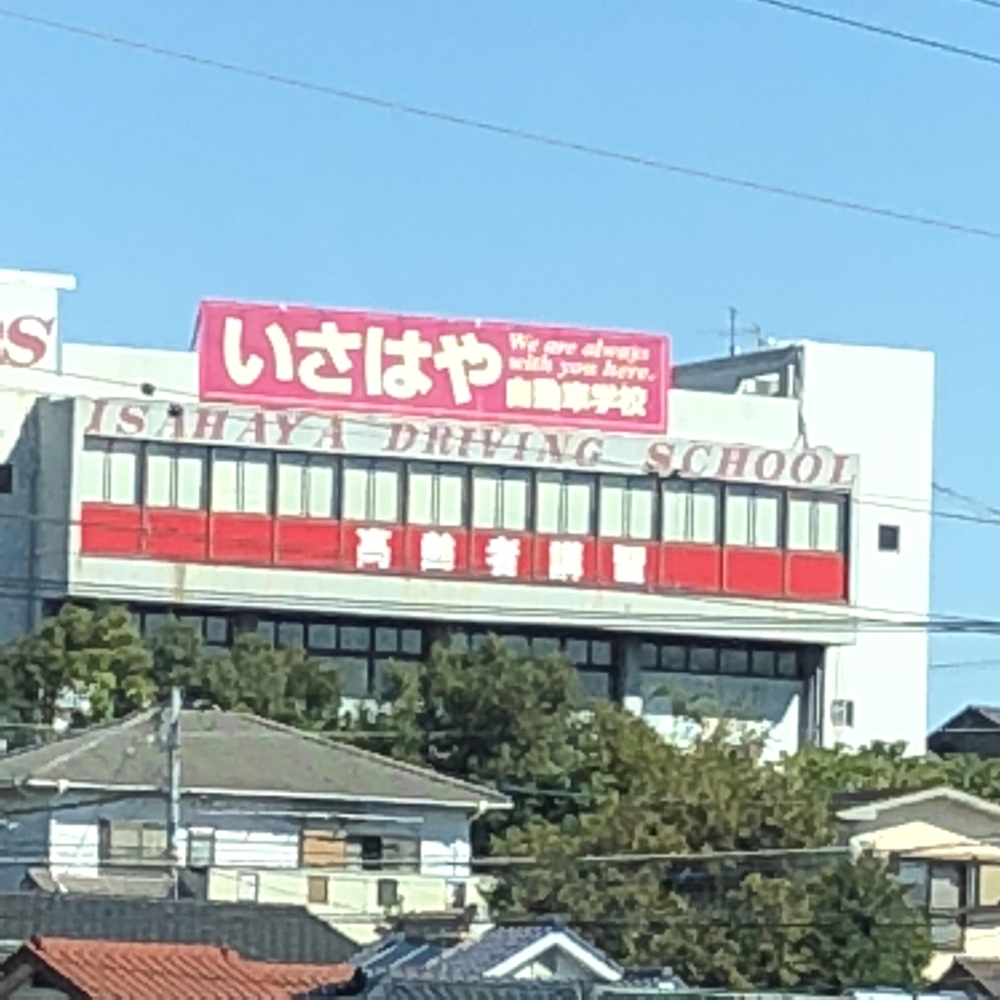 いさはや
We are always
with you here.
自動車学校
ISAHAYA DRIVING SCHOOL
高齢者講習